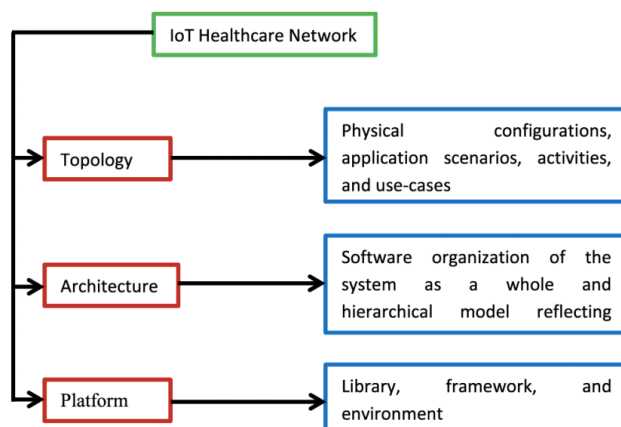 IoT Healthcare Network
Topology
Physical configurations,
application scenarios, activities,
and use-cases
Architecture
Software organization of the
system as a whole and
hierarchical model reflecting
Platform
Library, framework, and
environment